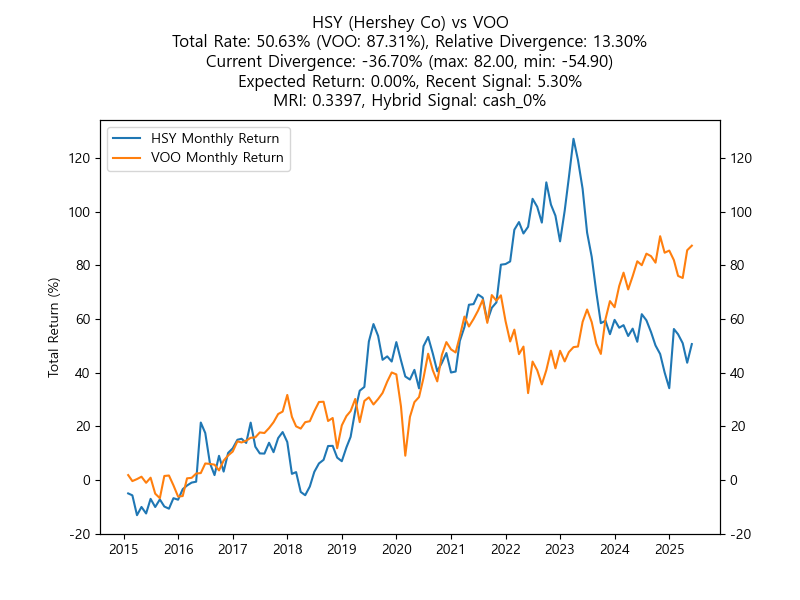 HSY (Hershey Co) vs VOO
Total Rate: 50.63% (VOO: 87.31%), Relative Divergence: 13.30%
Current Divergence: -36.70% (max: 82.00, min: -54.90)
Expected Return: 0.00%, Recent Signal: 5.30%
MRI: 0.3397, Hybrid Signal: cash_0%
HSY Monthly Return
VOO Monthly Return
Total Return (%)
120
100
80
60
40
20
0
-20
120
100
80
60
40
20
0
-20
2015 2016 2017 2018 2019 2020 2021 2022 2023 2024 2025